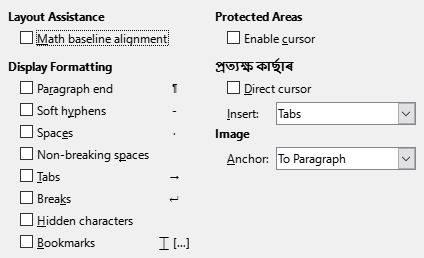 Layout Assistance
Math baseline alignment
Display Formatting
Paragraph end ¶
Soft hyphens -
Spaces ·
Non-breaking spaces
Tabs →
Breaks ↵
Hidden characters
Bookmarks ⌶ [...]
Protected Areas
Enable cursor
প্ৰত্যক্ষ কাৰ্ছাৰ
Direct cursor
Insert: Tabs
Image
Anchor: To Paragraph